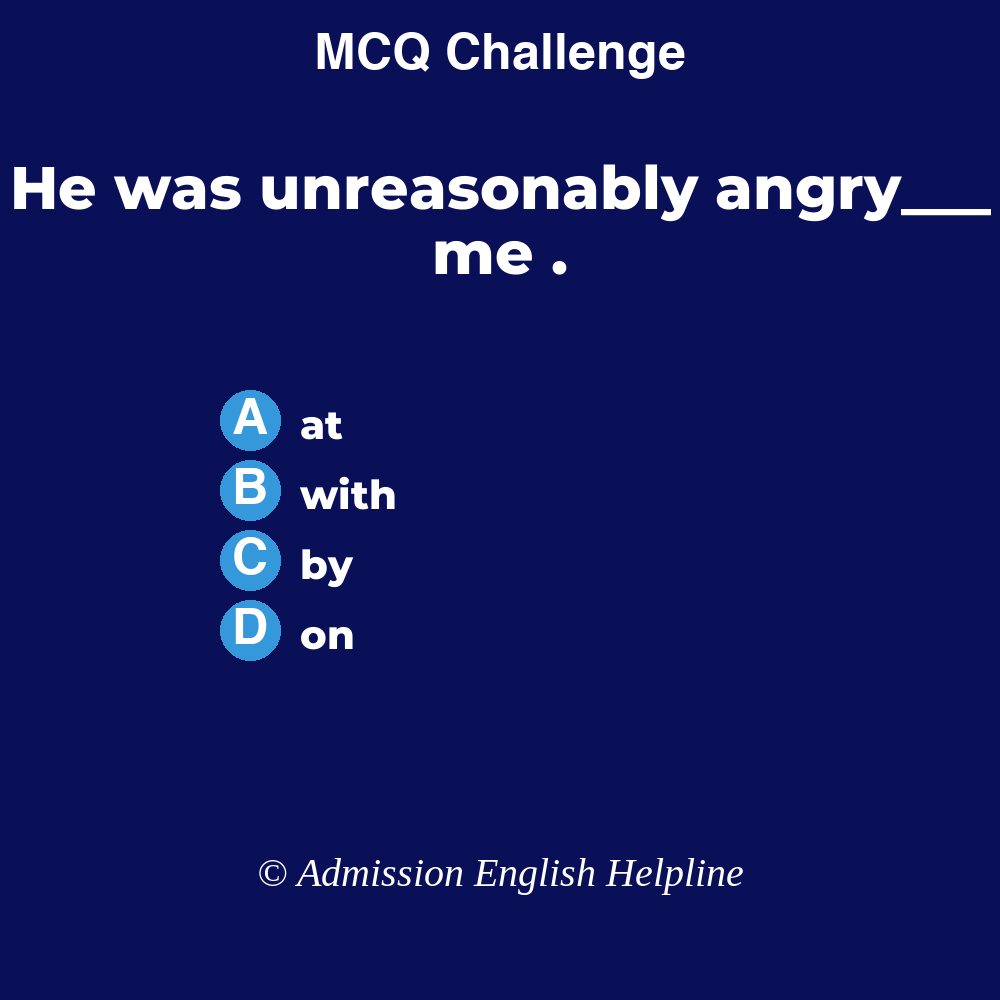 MCQ Challenge
He was unreasonably angry___
me .
A at
B with
C by
D on
© Admission English Helpline